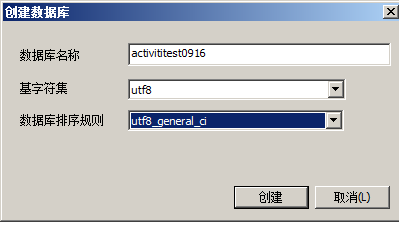 创建数据库
数据库名称 activititest0916
基字符集 utf8
数据库排序规则 utf8_general_ci
创建 取消(L)